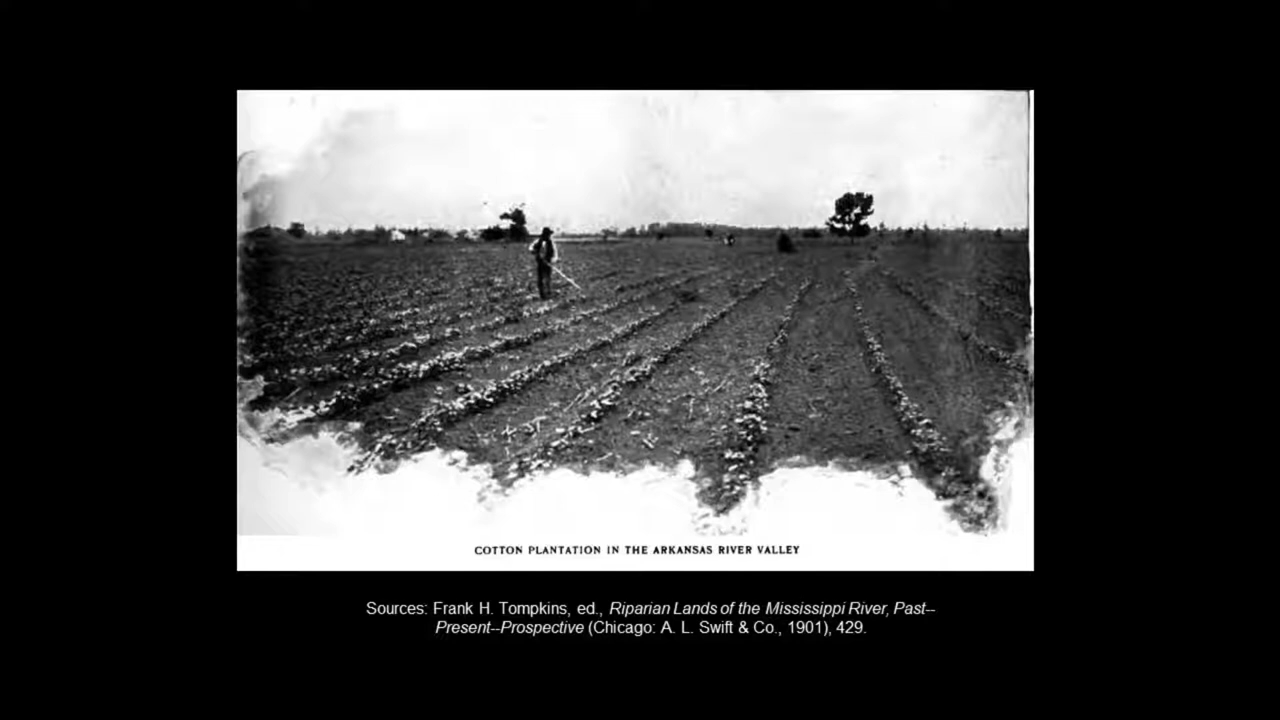 COTTON PLANTATION IN THE ARKANSAS RIVER VALLEY
Sources: Frank H. Tompkins, ed., Riparian Lands of the Mississippi River, Past--
Present--Prospective (Chicago: A. L. Swift & Co., 1901), 429.